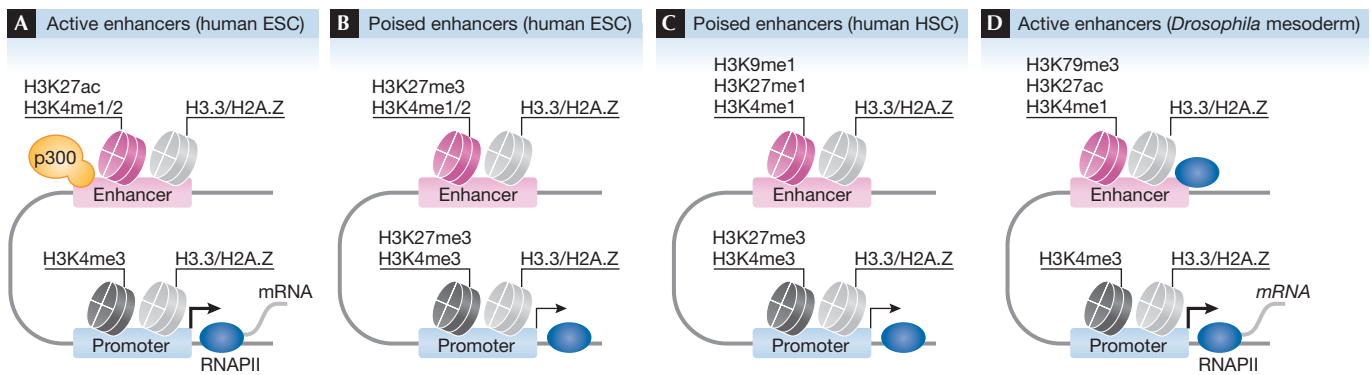 A Active enhancers (human ESC)
H3K27ac
H3K4me1/2
H3.3/H2A.Z
p300
Enhancer
H3K4me3
H3.3/H2A.Z
mRNA
Promoter
RNAPII
B Poised enhancers (human ESC)
H3K27me3
H3K4me1/2
H3.3/H2A.Z
Enhancer
H3K27me3
H3K4me3
H3.3/H2A.Z
Promoter
C Poised enhancers (human HSC)
H3K9me1
H3K27me1
H3K4me1
H3.3/H2A.Z
Enhancer
H3K27me3
H3K4me3
H3.3/H2A.Z
Promoter
D Active enhancers (Drosophila mesoderm)
H3K79me3
H3K27ac
H3K4me1
H3.3/H2A.Z
Enhancer
H3K4me3
H3.3/H2A.Z
mRNA
Promoter
RNAPII